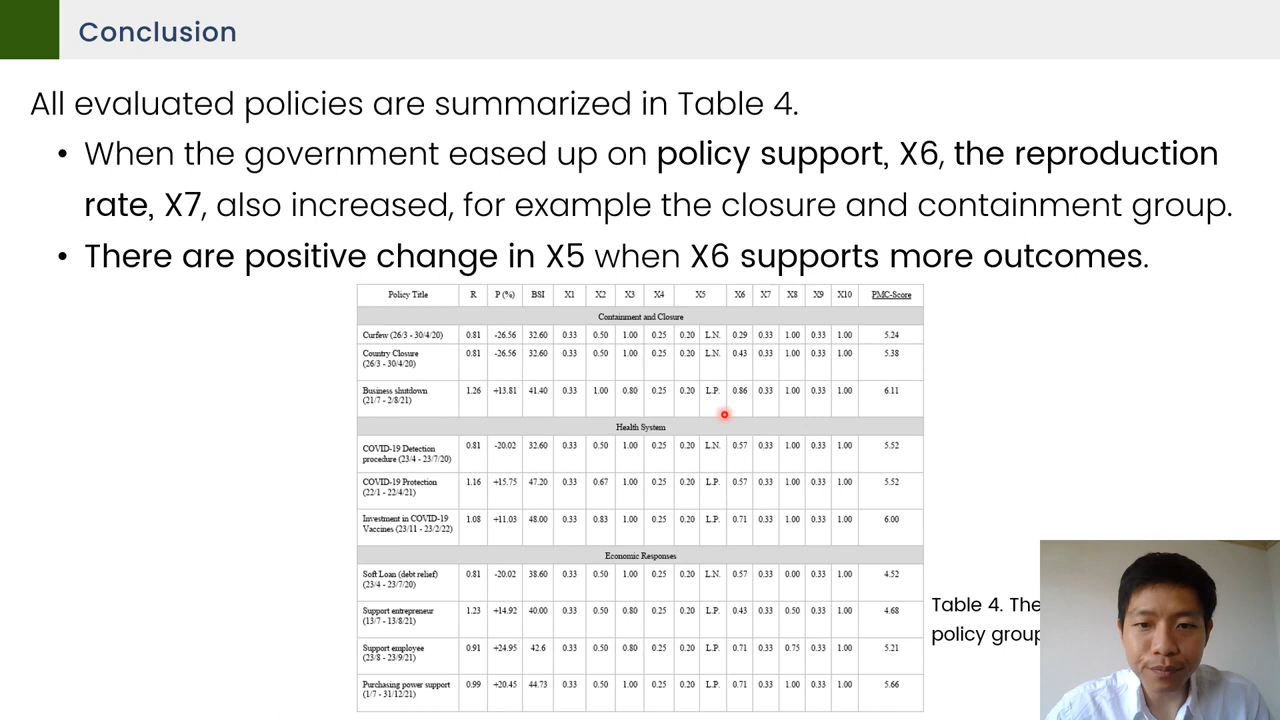 Conclusion
All evaluated policies are summarized in Table 4.
• When the government eased up on policy support, X6, the reproduction
rate, X7, also increased, for example the closure and containment group.
• There are positive change in X5 when X6 supports more outcomes.
Policy Title R P (%) BSI X1 X2 X3 X4 X5 X6 X7 X8 X9 X10 PMC-Score
Containment and Closure
Curfew (26/3 - 30/4/20) 0.81 -26.56 32.60 0.33 0.50 1.00 0.25 0.20 L.N. 0.29 0.33 1.00 0.33 1.00 5.24
Country Closure 0.81 -26.56 32.60 0.33 0.50 1.00 0.25 0.20 L.N. 0.43 0.33 1.00 0.33 1.00 5.38
(26/3 - 30/4/20)
Business shutdown 1.26 +13.81 41.40 0.33 1.00 0.80 0.25 0.20 L.P. 0.86 0.33 1.00 0.33 1.00 6.11
(21/7 - 2/8/21)
Health System
COVID-19 Detection 0.81 -20.02 32.60 0.33 0.50 1.00 0.25 0.20 L.N. 0.57 0.33 1.00 0.33 1.00 5.52
procedure (23/4 - 23/7/20)
COVID-19 Protection 1.16 +15.75 47.20 0.33 0.67 1.00 0.25 0.20 L.P. 0.57 0.33 1.00 0.33 1.00 5.52
(22/1 - 22/4/21)
Investment in COVID-19 1.08 +11.03 48.00 0.33 0.83 1.00 0.25 0.20 L.P. 0.71 0.33 1.00 0.33 1.00 6.00
Vaccines (23/11 - 23/2/22)
Economic Responses
Soft Loan (debt relief) 0.81 -20.02 38.60 0.33 0.50 1.00 0.25 0.20 L.N. 0.57 0.33 0.00 0.33 1.00 4.52
(23/4 - 23/7/20)
Support entrepreneur 1.23 +14.92 40.00 0.33 0.50 0.80 0.25 0.20 L.P. 0.43 0.33 0.50 0.33 1.00 4.68
(13/7 - 13/8/21)
Support employee 0.91 +24.95 42.6 0.33 0.50 0.80 0.25 0.20 L.P. 0.71 0.33 0.75 0.33 1.00 5.21
(23/8 - 23/9/21)
Purchasing power support 0.99 +20.45 44.73 0.33 0.50 1.00 0.25 0.20 L.P. 0.71 0.33 1.00 0.33 1.00 5.66
(1/7 - 31/12/21)
Table 4. The
policy group